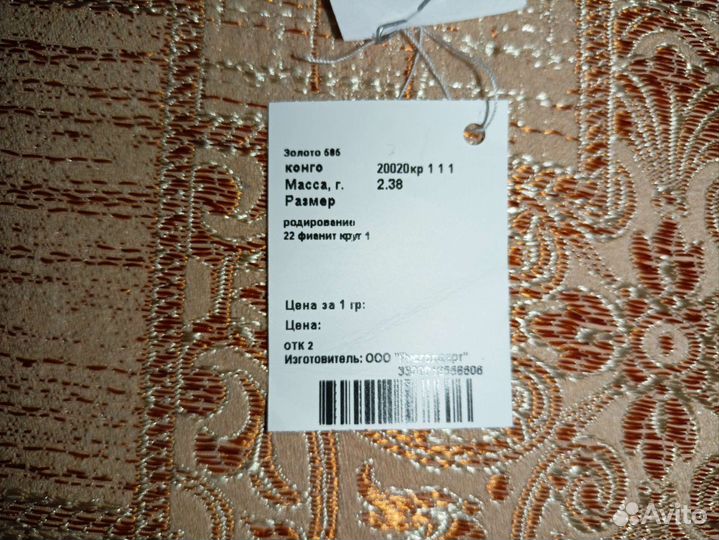 Золото 585
конго 20020кр 1 1 1
Масса, г. 2.38
Размер
родирование
22 фианит круг 1
Цена за 1 гр:
Цена:
ОТК 2
Изготовитель: ООО
Avito